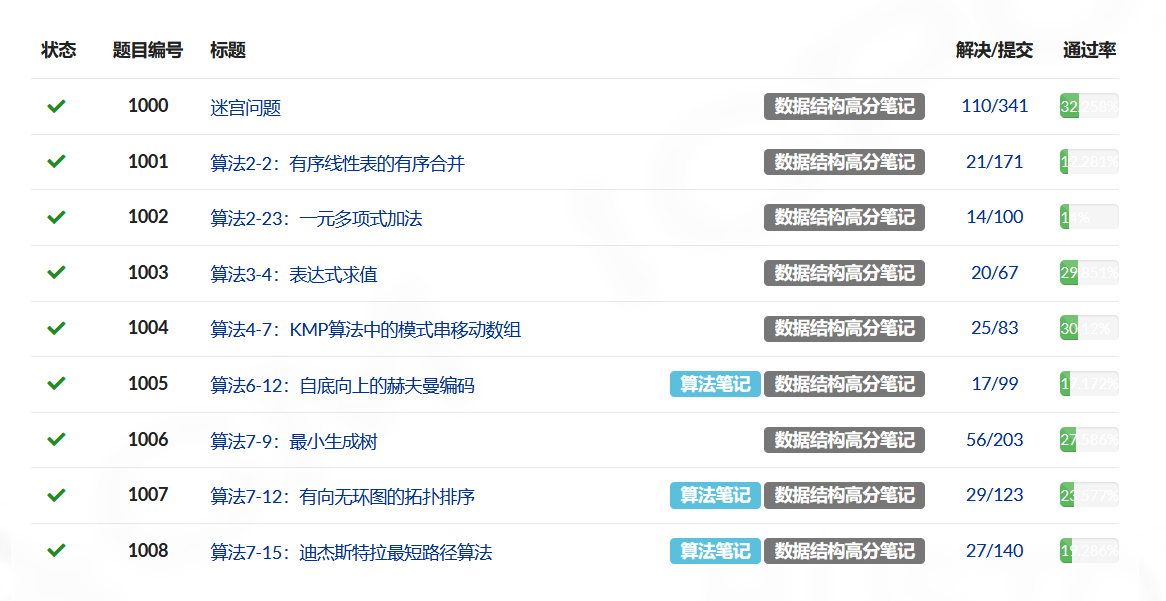 状态 题目编号 标题 解决/提交 通过率
1000 迷宫问题 数据结构高分笔记 110/341 32.258%
1001 算法2-2：有序线性表的有序合并 数据结构高分笔记 21/171 12.281%
1002 算法2-23：一元多项式加法 数据结构高分笔记 14/100 14%
1003 算法3-4：表达式求值 数据结构高分笔记 20/67 29.851%
1004 算法4-7：KMP算法中的模式串移动数组 数据结构高分笔记 25/83 30.12%
1005 算法6-12：自底向上的赫夫曼编码 算法笔记 数据结构高分笔记 17/99 17.172%
1006 算法7-9：最小生成树 数据结构高分笔记 56/203 27.586%
1007 算法7-12：有向无环图的拓扑排序 算法笔记 数据结构高分笔记 29/123 23.577%
1008 算法7-15：迪杰斯特拉最短路径算法 算法笔记 数据结构高分笔记 27/140 19.286%